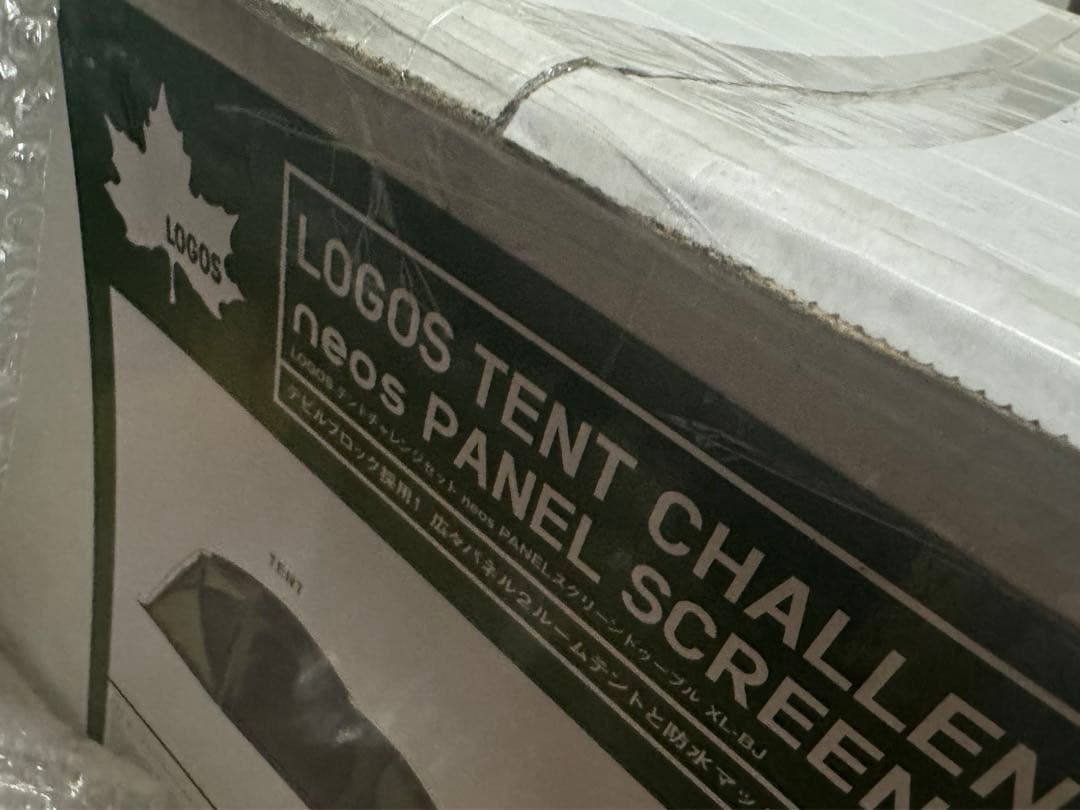 LOGOS
LOGOS TENT CHALLEN
neos PANEL SCREEN
LOGOS テントチャレンジセット neos PANELスクリーンドゥーブル XL-BJ
デビルブロック採用! 広々パネル2ルームテントと防水マッ
TENT